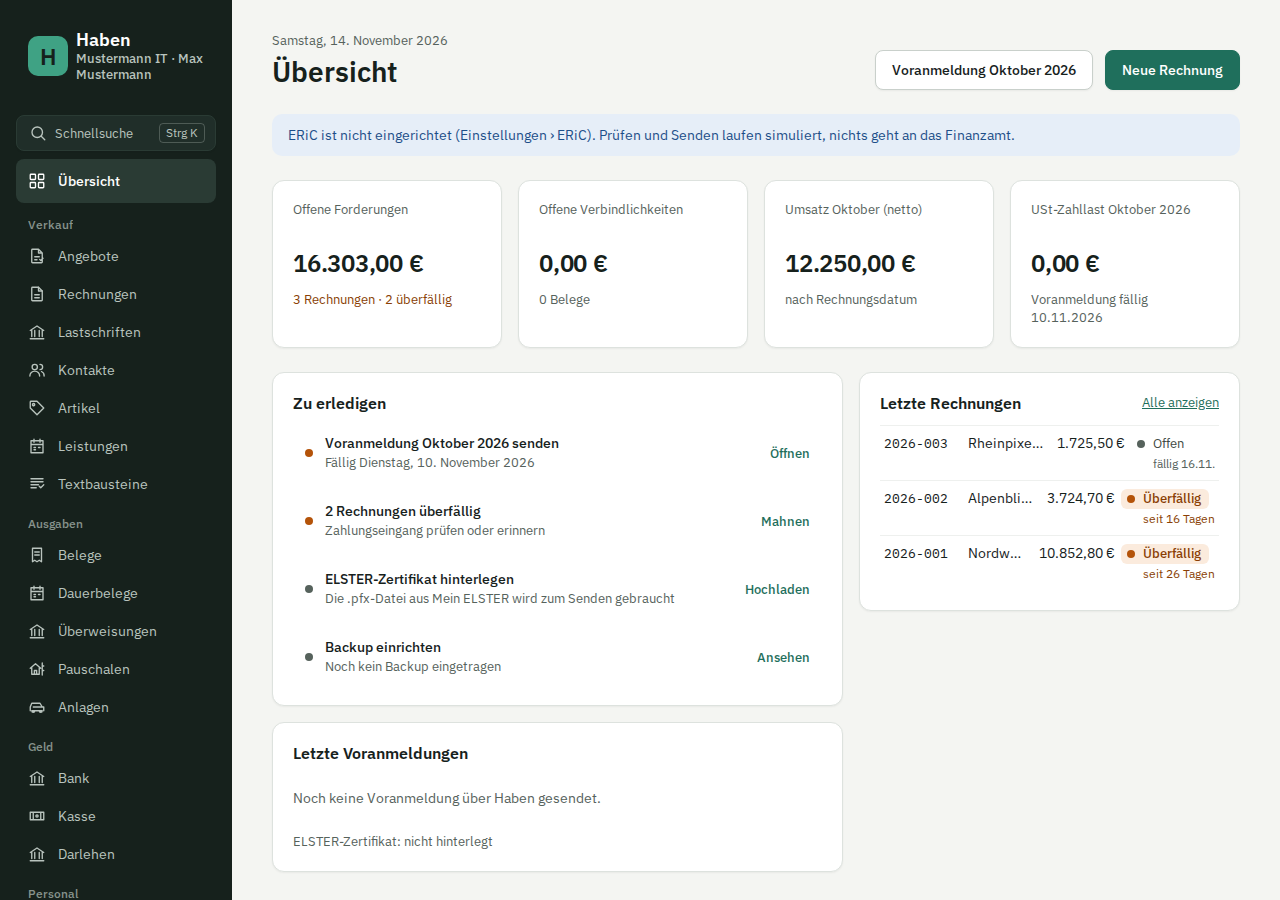 H
Haben
Mustermann IT · Max
Mustermann
Schnellsuche
Strg K
Übersicht
Verkauf
Angebote
Rechnungen
Lastschriften
Kontakte
Artikel
Leistungen
Textbausteine
Ausgaben
Belege
Dauerbelege
Überweisungen
Pauschalen
Anlagen
Geld
Bank
Kasse
Darlehen
Personal
Samstag, 14. November 2026
Übersicht
Voranmeldung Oktober 2026
Neue Rechnung
ERiC ist nicht eingerichtet (Einstellungen › ERiC). Prüfen und Senden laufen simuliert, nichts geht an das Finanzamt.
Offene Forderungen
16.303,00 €
3 Rechnungen · 2 überfällig
Offene Verbindlichkeiten
0,00 €
0 Belege
Umsatz Oktober (netto)
12.250,00 €
nach Rechnungsdatum
USt-Zahllast Oktober 2026
0,00 €
Voranmeldung fällig
10.11.2026
Zu erledigen
Voranmeldung Oktober 2026 senden
Fällig Dienstag, 10. November 2026
Öffnen
2 Rechnungen überfällig
Zahlungseingang prüfen oder erinnern
Mahnen
ELSTER-Zertifikat hinterlegen
Die .pfx-Datei aus Mein ELSTER wird zum Senden gebraucht
Hochladen
Backup einrichten
Noch kein Backup eingetragen
Ansehen
Letzte Rechnungen
Alle anzeigen
2026-003 Rheinpixe… 1.725,50 € Offen
fällig 16.11.
2026-002 Alpenbli… 3.724,70 € Überfällig
seit 16 Tagen
2026-001 Nordw… 10.852,80 € Überfällig
seit 26 Tagen
Letzte Voranmeldungen
Noch keine Voranmeldung über Haben gesendet.
ELSTER-Zertifikat: nicht hinterlegt